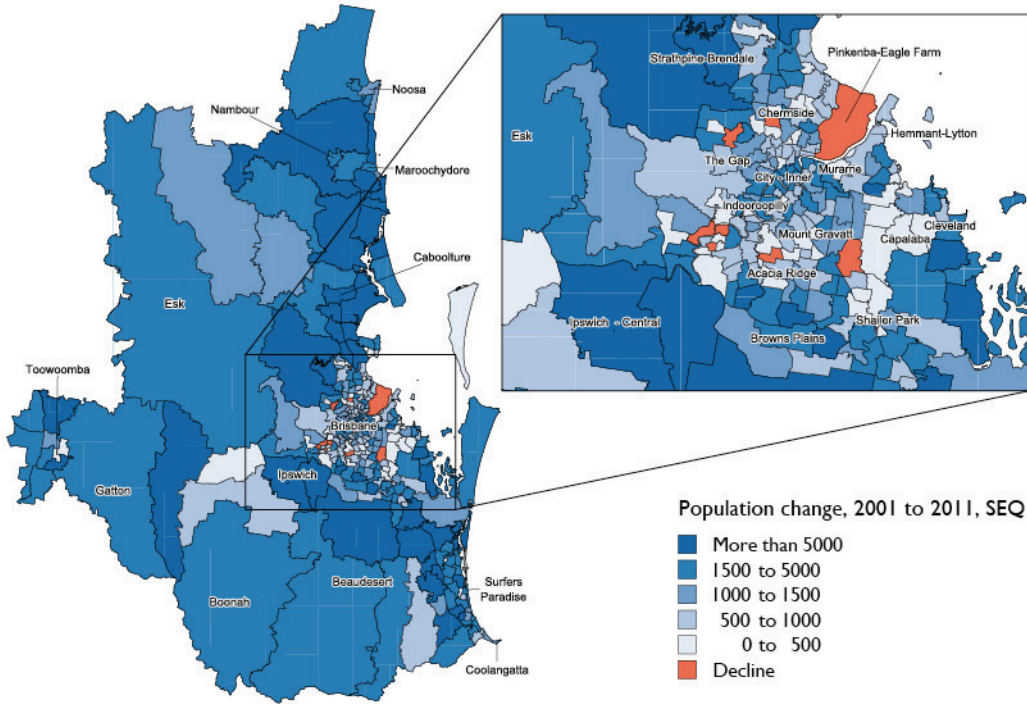 Noosa
Nambour
Maroochydore
Caboolture
Esk
Toowoomba
Brisbane
Ipswich
Gatton
Beaudesert
Boonah
Surfers
Paradise
Coolangatta
Strathpine-Brendale
Pinkenba-Eagle Farm
Chermside
Esk
Hemmant-Lytton
The Gap
Murarrie
City - Inner
Indooroopilly
Cleveland
Mount Gravatt
Capalaba
Acacia Ridge
Ipswich - Central
Shailer Park
Browns Plains
Population change, 2001 to 2011, SEQ
More than 5000
1500 to 5000
1000 to 1500
500 to 1000
0 to 500
Decline